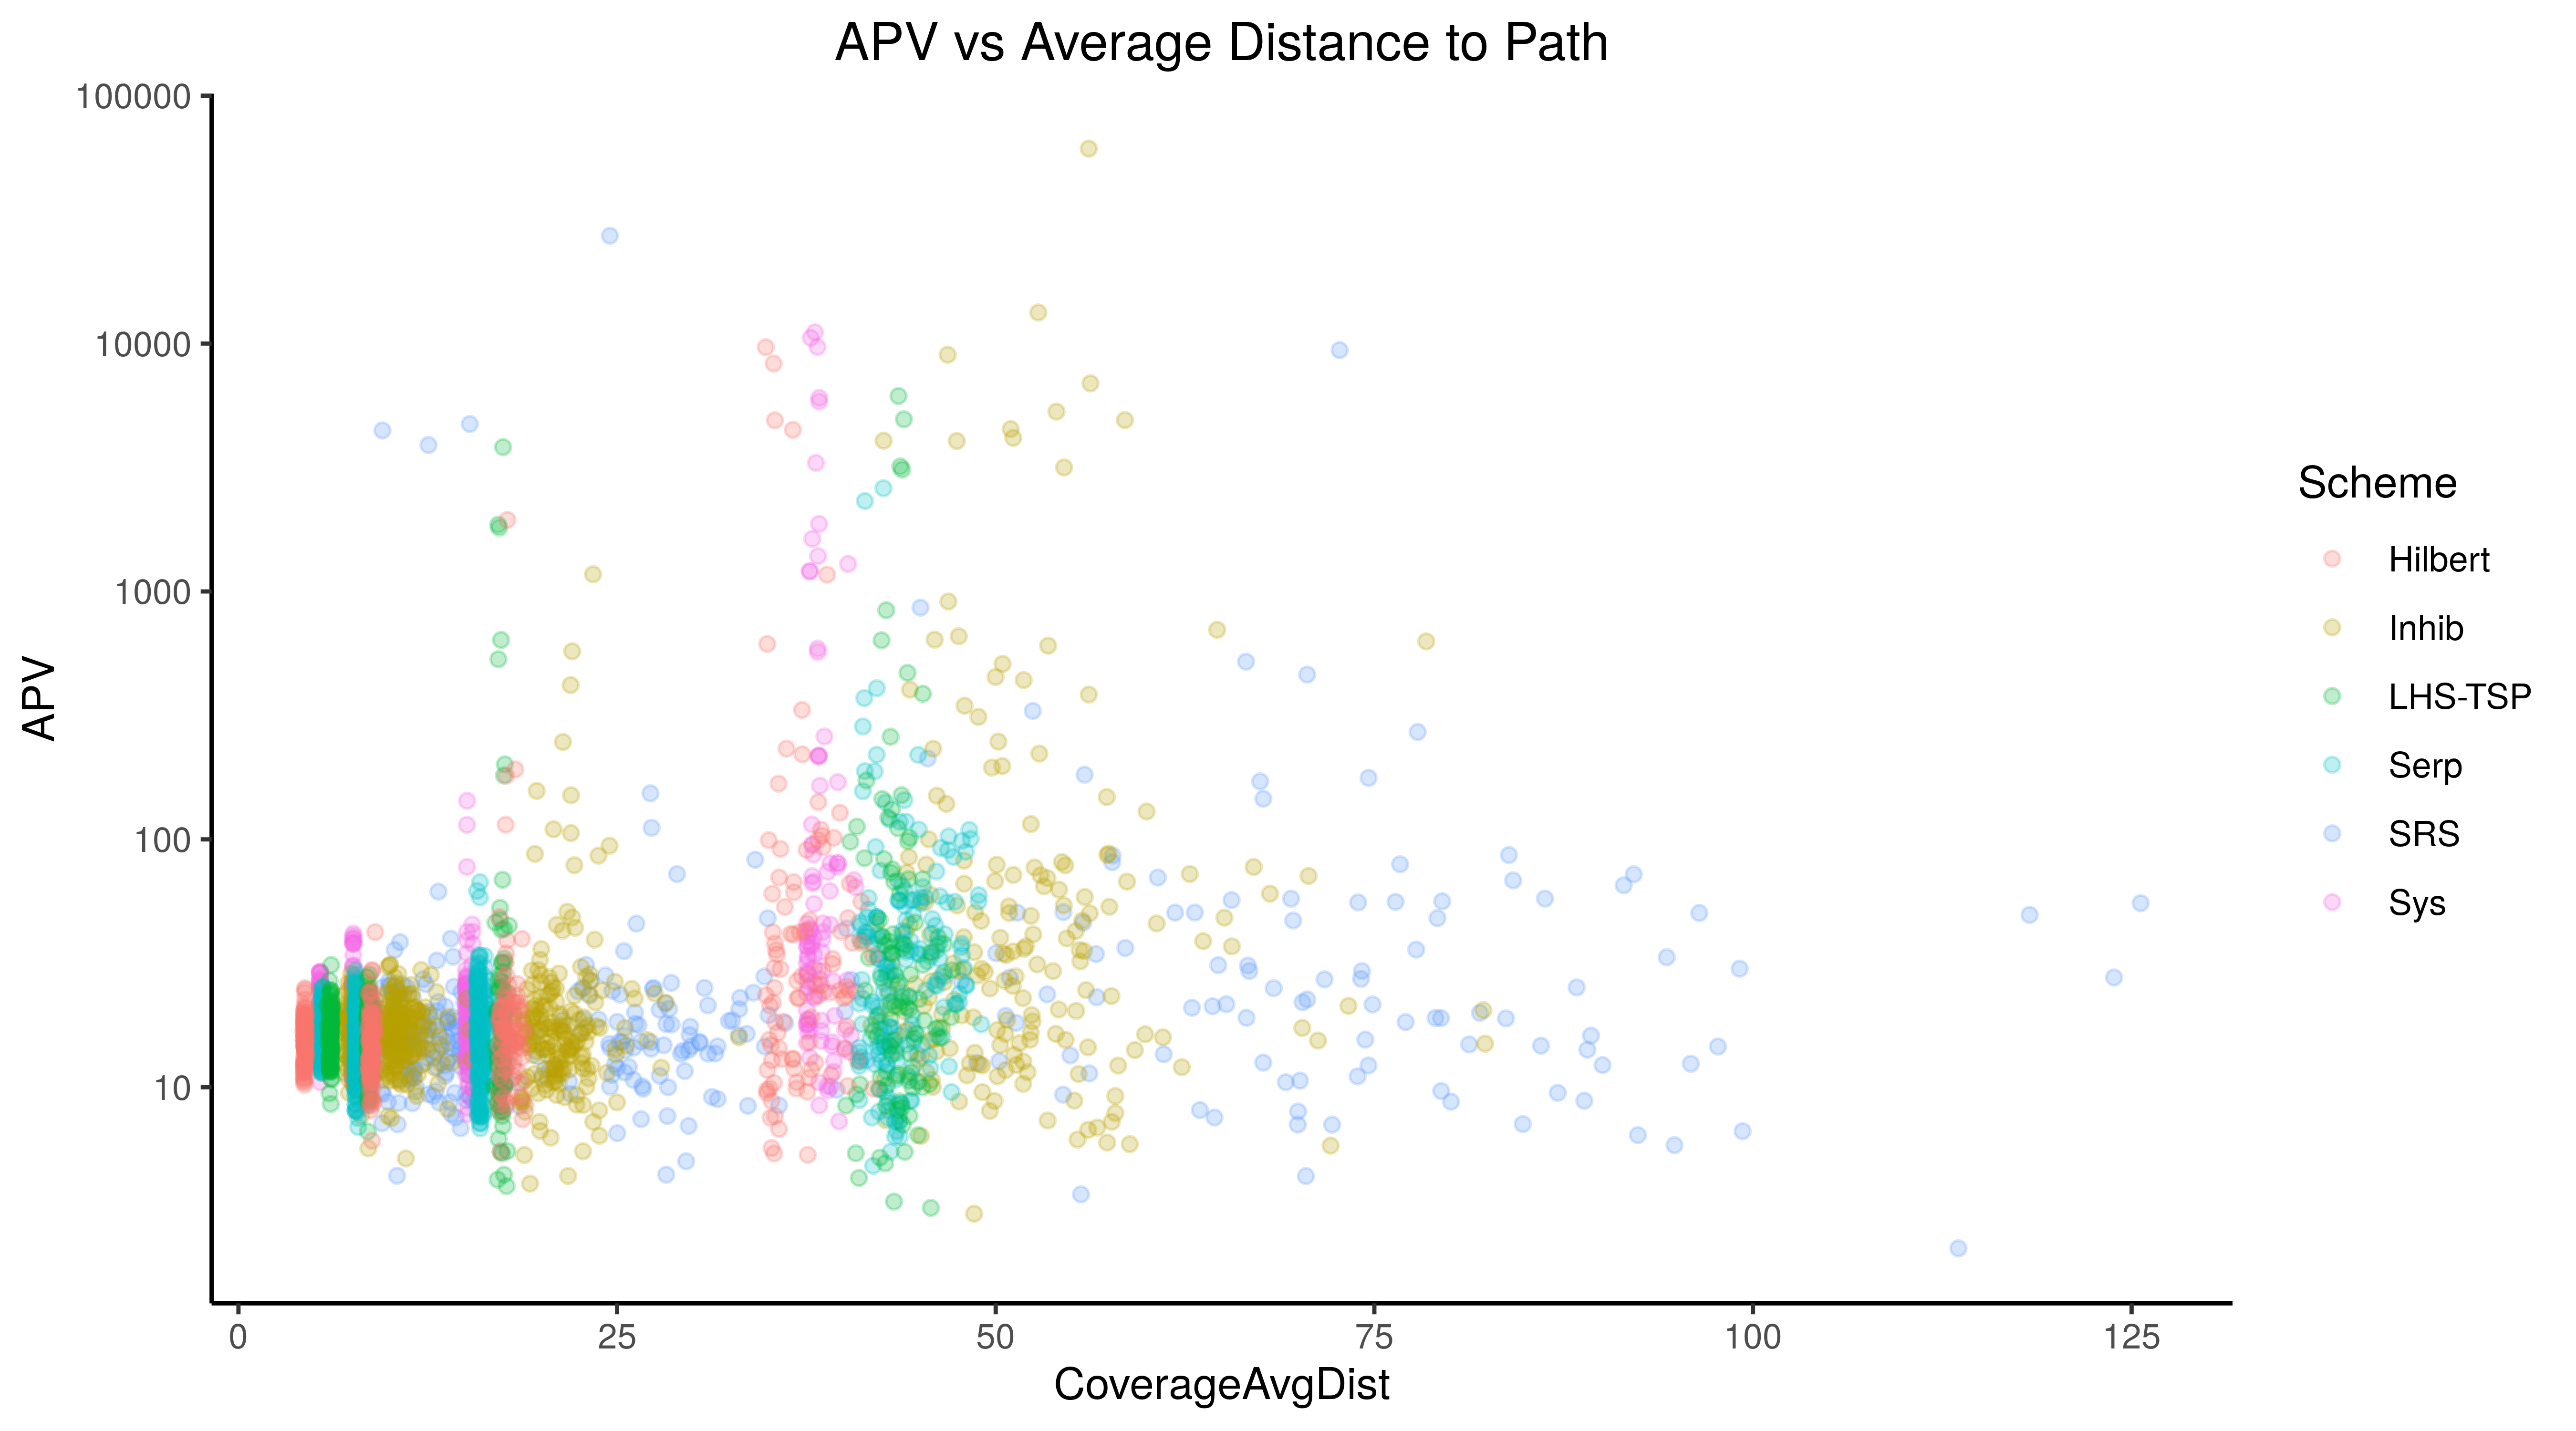 APV vs Average Distance to Path
100000
10000
1000
100
10
APV
0 25 50 75 100 125
CoverageAvgDist
Scheme
Hilbert
Inhib
LHS-TSP
Serp
SRS
Sys